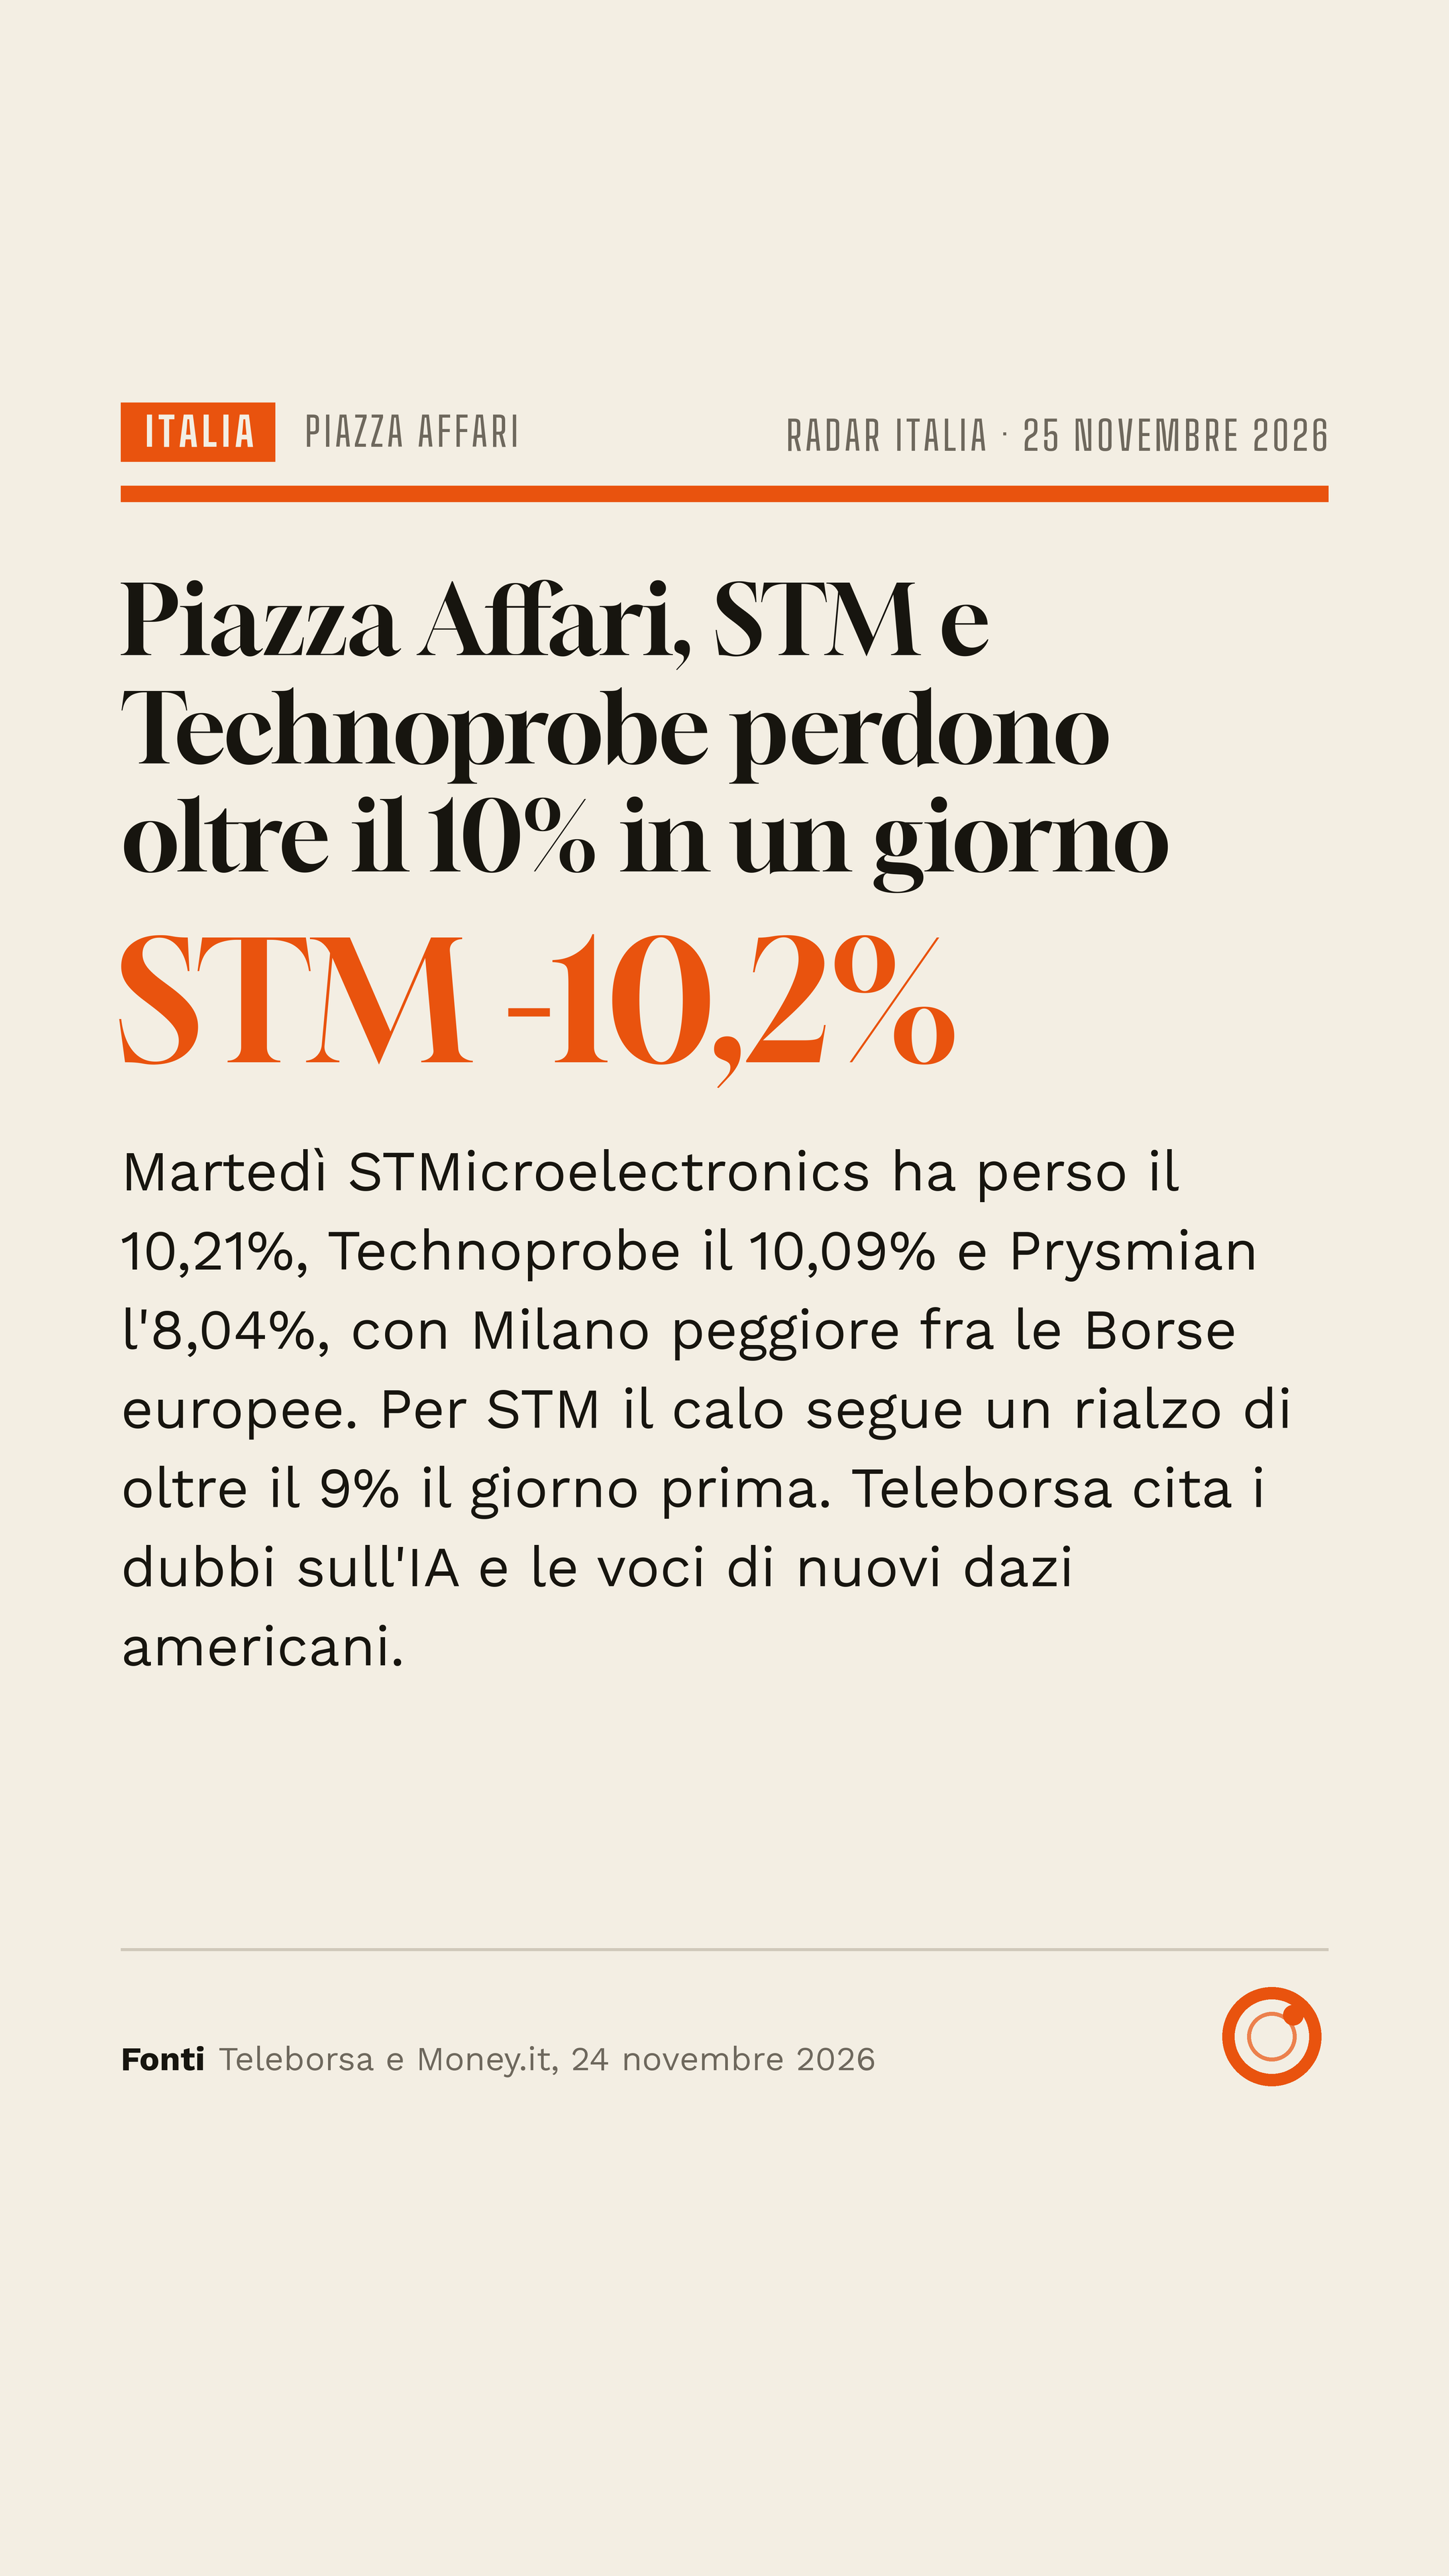 ITALIA PIAZZA AFFARI RADAR ITALIA · 25 NOVEMBRE 2026
Piazza Affari, STM e
Technoprobe perdono
oltre il 10% in un giorno
STM -10,2%
Martedì STMicroelectronics ha perso il
10,21%, Technoprobe il 10,09% e Prysmian
l'8,04%, con Milano peggiore fra le Borse
europee. Per STM il calo segue un rialzo di
oltre il 9% il giorno prima. Teleborsa cita i
dubbi sull'IA e le voci di nuovi dazi
americani.
Fonti Teleborsa e Money.it, 24 novembre 2026